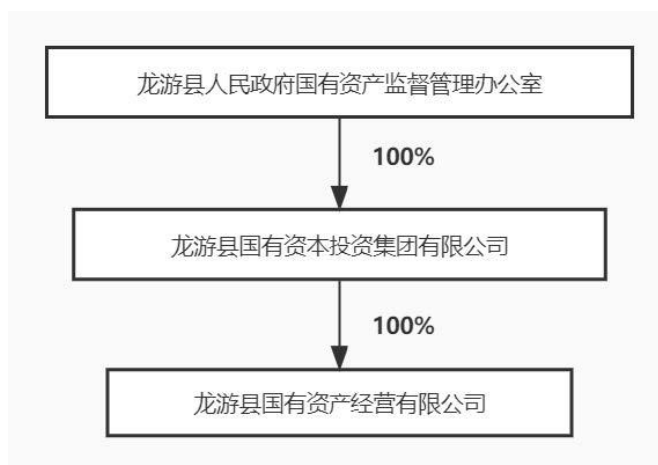 龙游县人民政府国有资产监督管理办公室
100%
龙游县国有资本投资集团有限公司
100%
龙游县国有资产经营有限公司